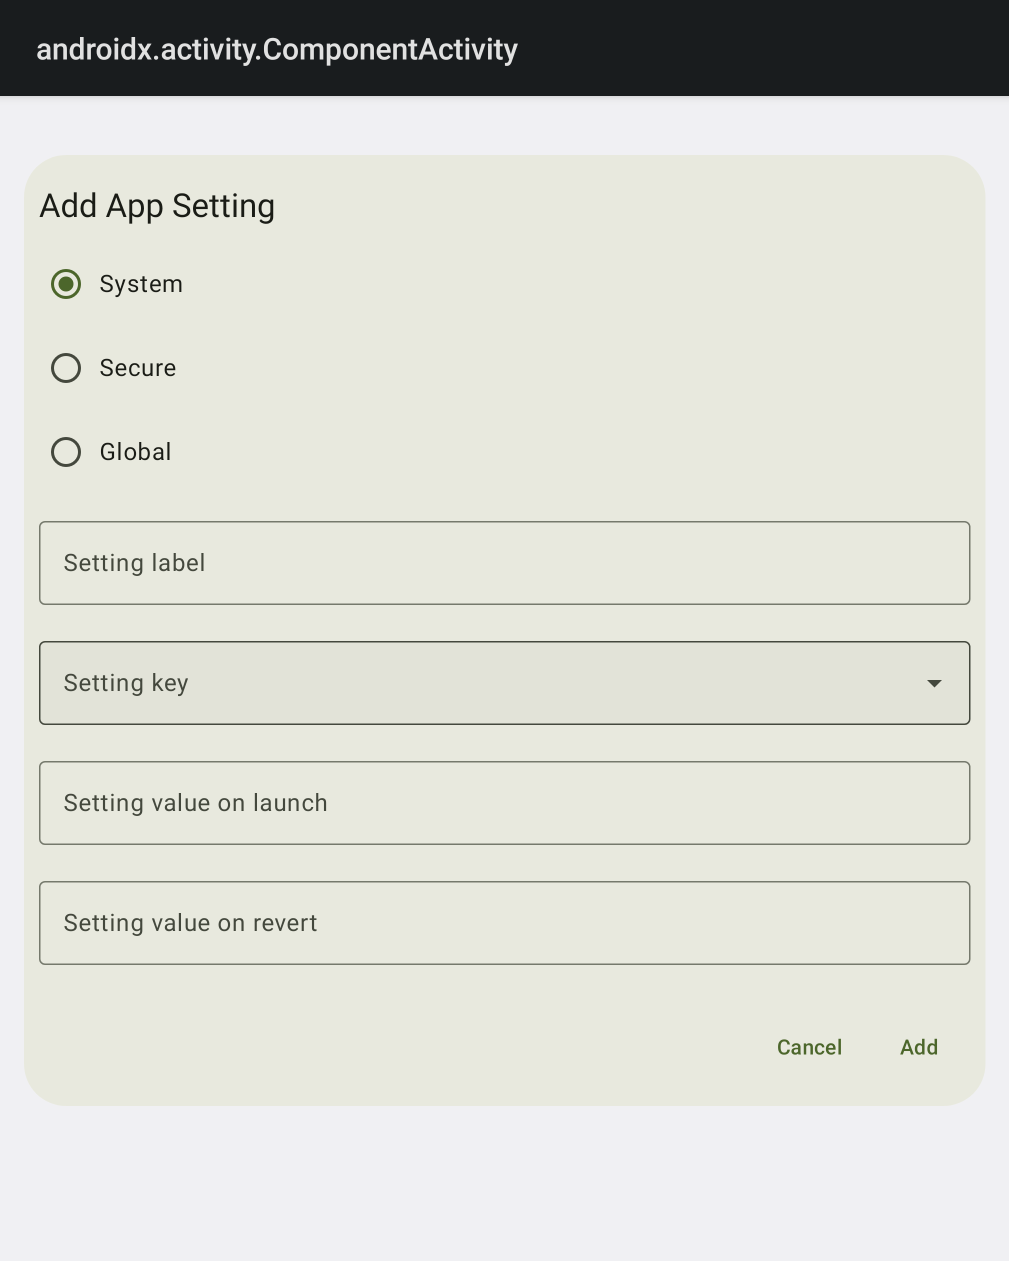 androidx.activity.ComponentActivity
Add App Setting
System
Secure
Global
Setting label
Setting key
Setting value on launch
Setting value on revert
Cancel Add